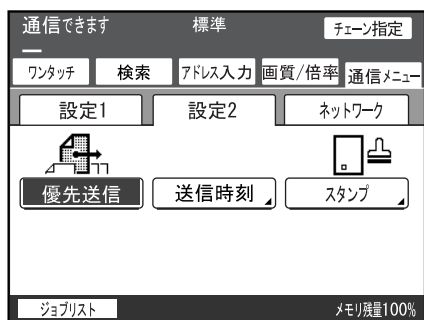 通信できます 標準 チェーン指定
ワンタッチ 検索 アドレス入力 画質/倍率 通信メニュー
設定1 設定2 ネットワーク
優先送信 送信時刻 スタンプ
ジョブリスト メモリ残量100%